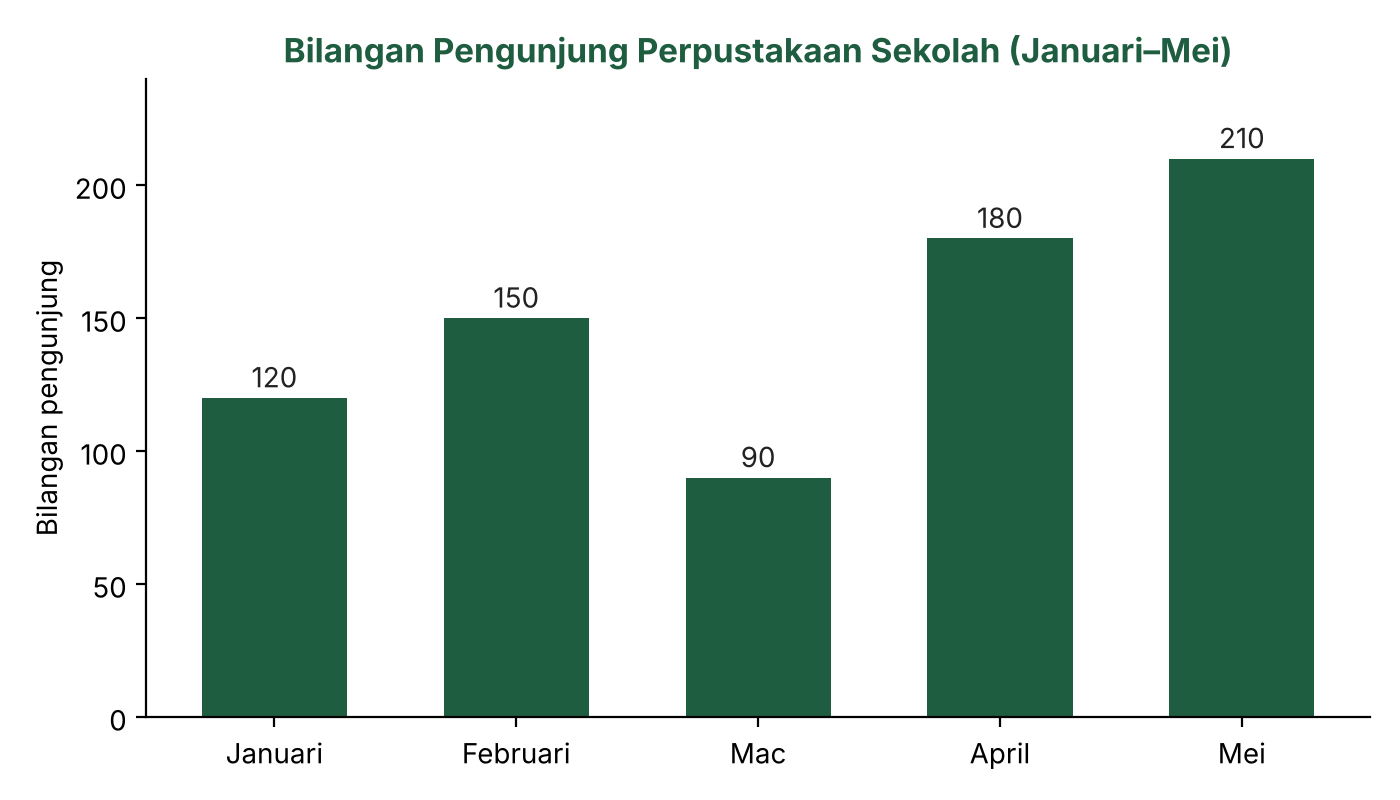 Bilangan Pengunjung Perpustakaan Sekolah (Januari–Mei)
Bilangan pengunjung
200
150
100
50
0
120
150
90
180
210
Januari
Februari
Mac
April
Mei